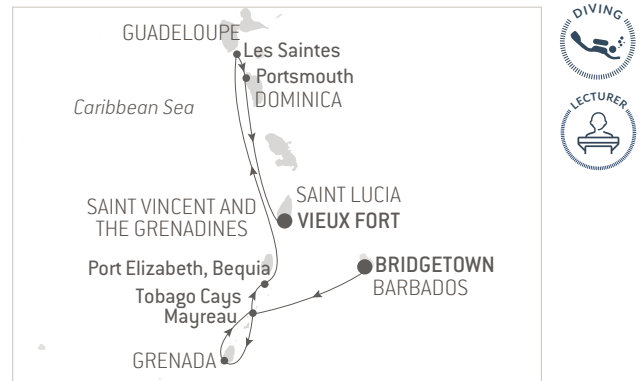 GUADELOUPE
Les Saintes
Portsmouth
DOMINICA
Caribbean Sea
SAINT LUCIA
VIEUX FORT
SAINT VINCENT AND
THE GRENADINES
Port Elizabeth, Bequia
BRIDGETOWN
BARBADOS
Tobago Cays
Mayreau
GRENADA
DIVING
LECTURER